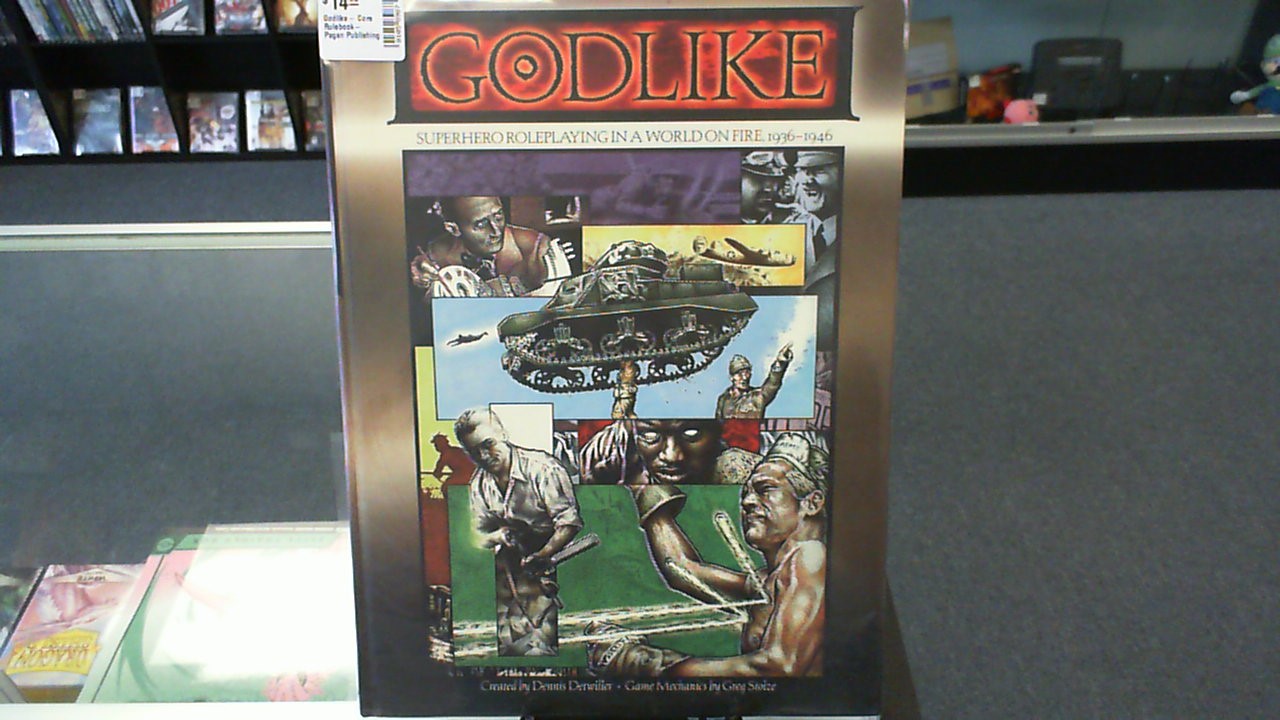 14
Godlike - Core
Rulebook-
Pagan Publishing
GODLIKE
SUPERHERO ROLEPLAYING IN A WORLD ON FIRE, 1936-1946
Created by Dennis Detwiller • Game Mechanics by Greg Stolze